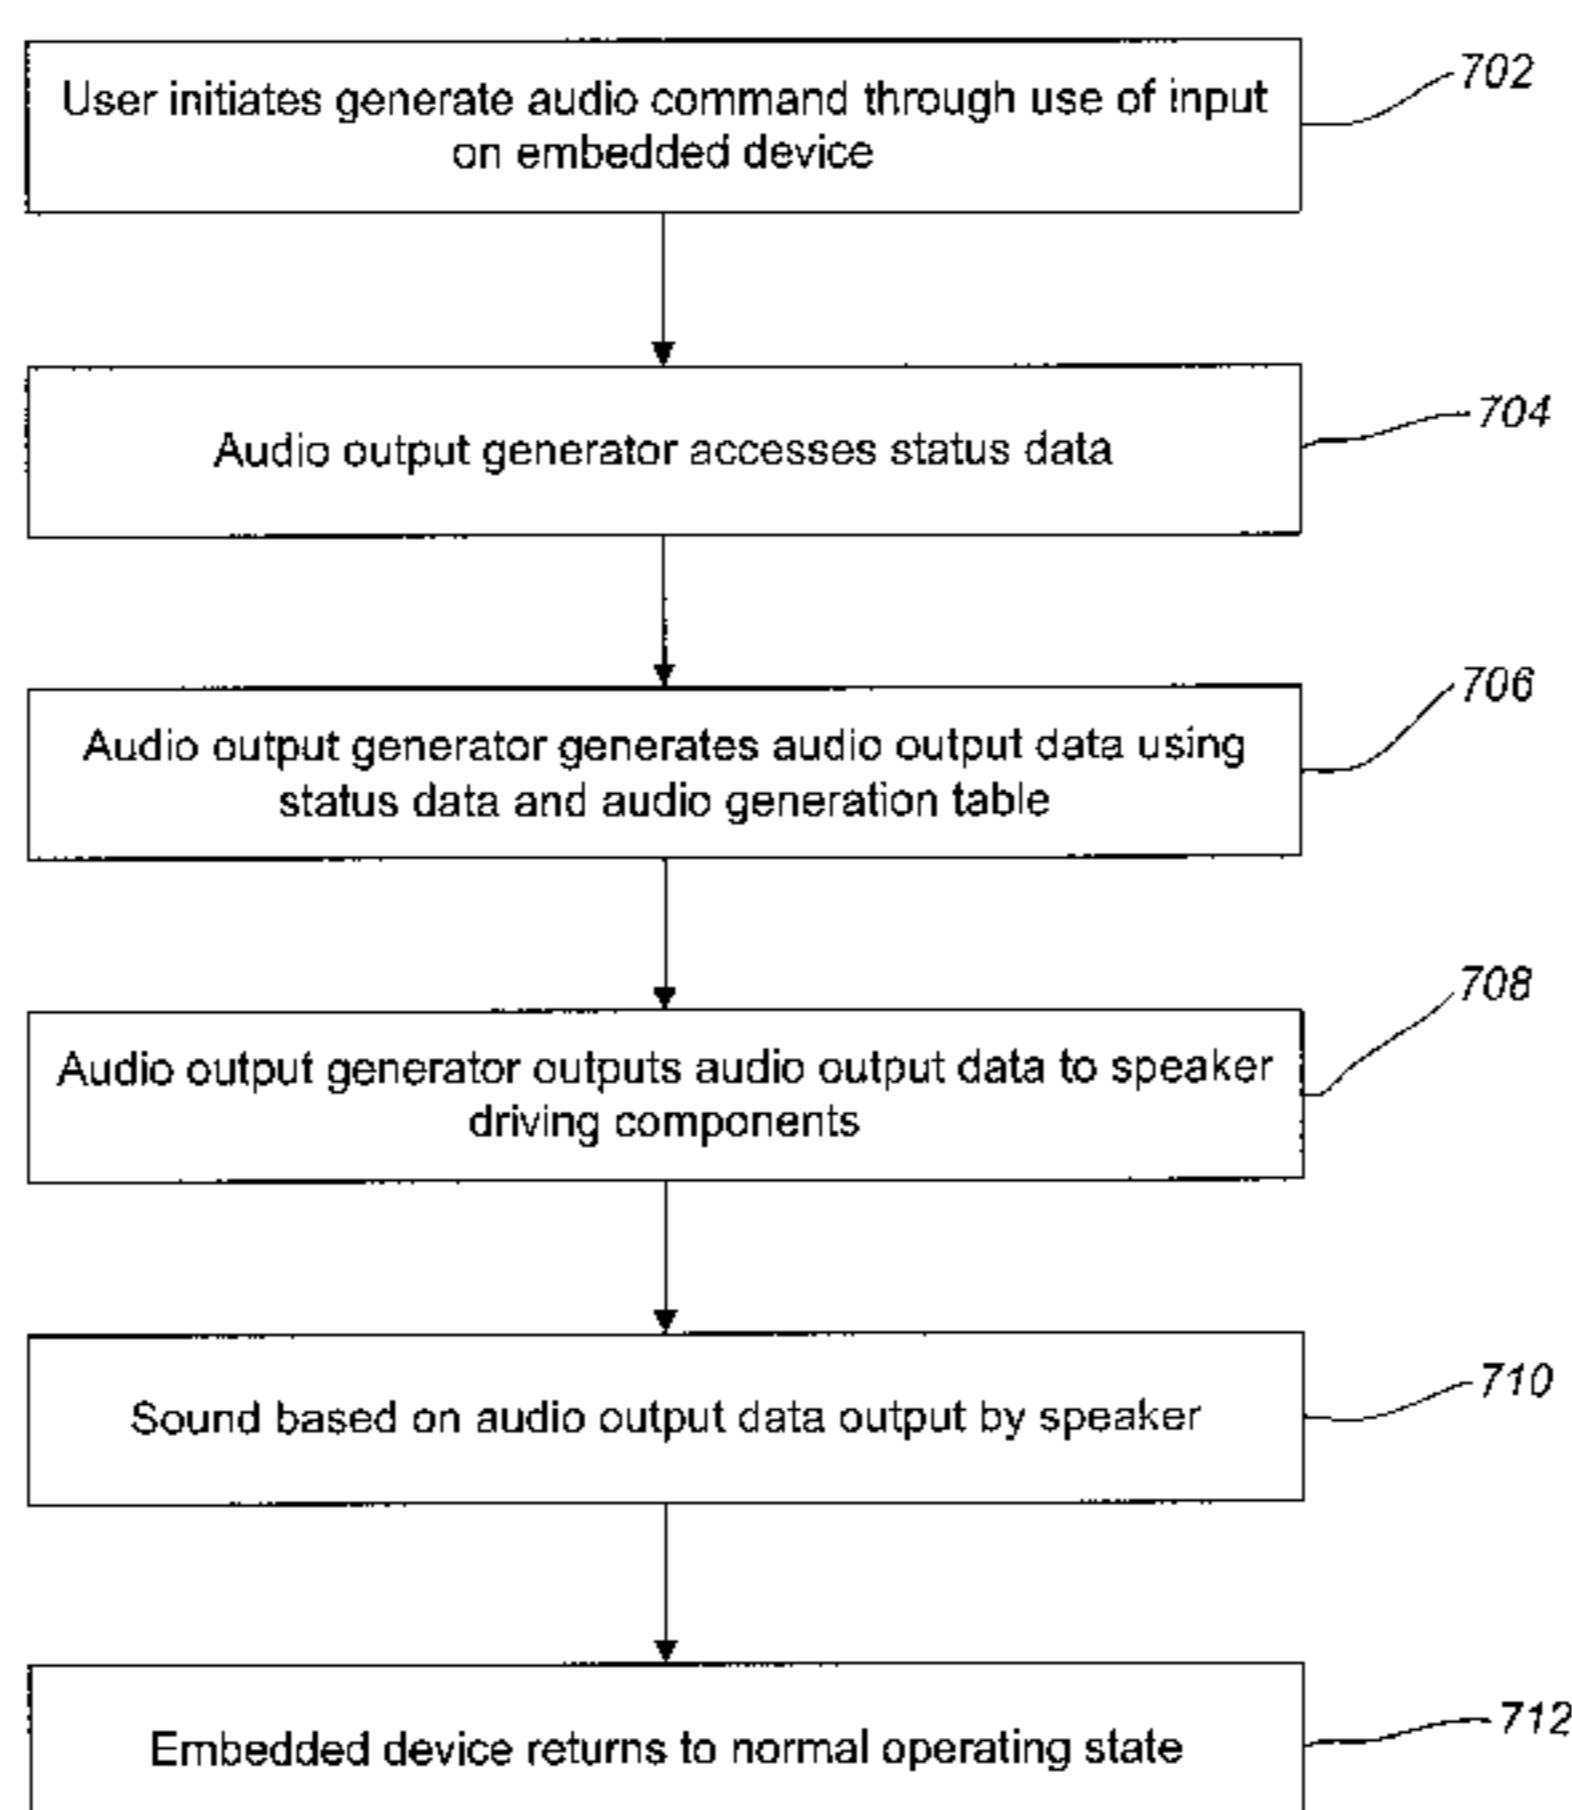 702
User initiates generate audio command through use of input
on embedded device
704
Audio output generator accesses status data
706
Audio output generator generates audio output data using
status data and audio generation table
708
Audio output generator outputs audio output data to speaker
driving components
710
Sound based on audio output data output by speaker
712
Embedded device returns to normal operating state